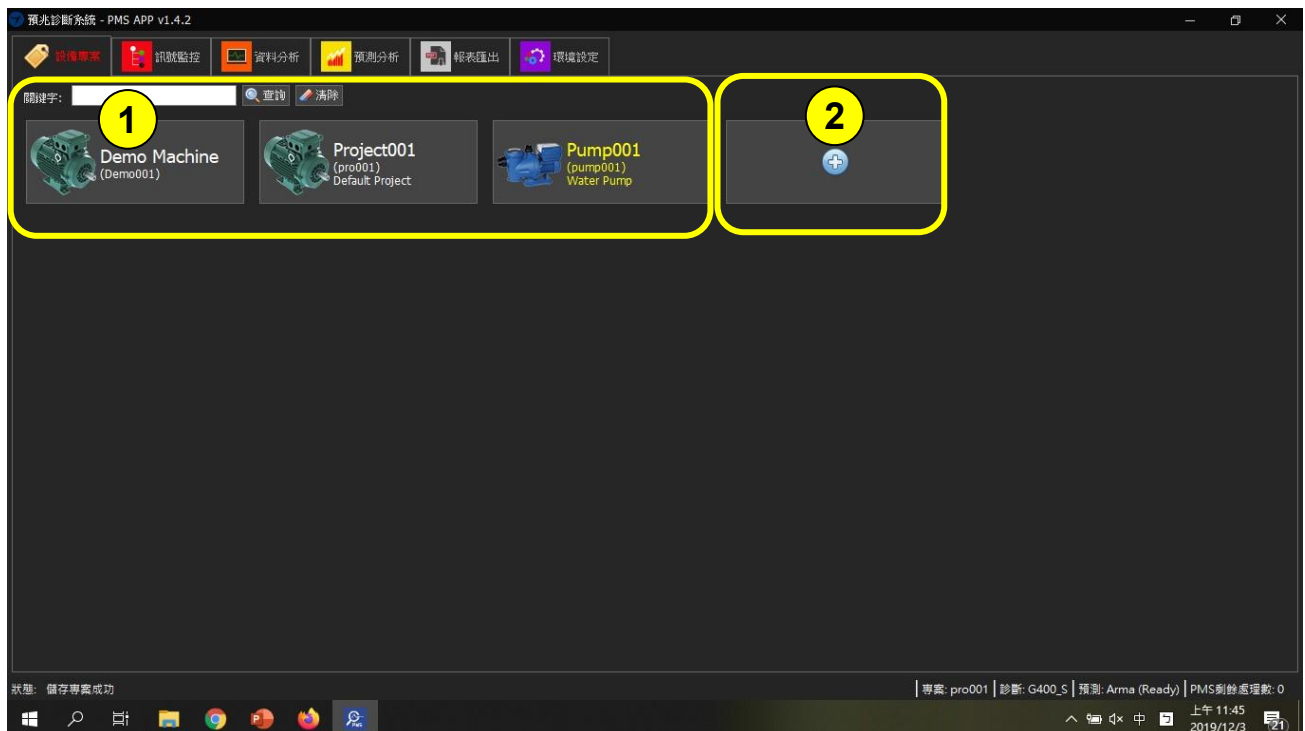 預兆診斷系統 - PMS APP v1.4.2
設備專案 訊號監控 資料分析 預測分析 報表匯出 環境設定
關鍵字: 查詢 清除
1
2
Demo Machine
(Demo001)
Project001
(pro001)
Default Project
Pump001
(pump001)
Water Pump
狀態: 儲存專案成功
專案: pro001 診斷: G400_S 預測: Arma (Ready) PMS剩餘處理數: 0
中
上午 11:45
2019/12/3
21